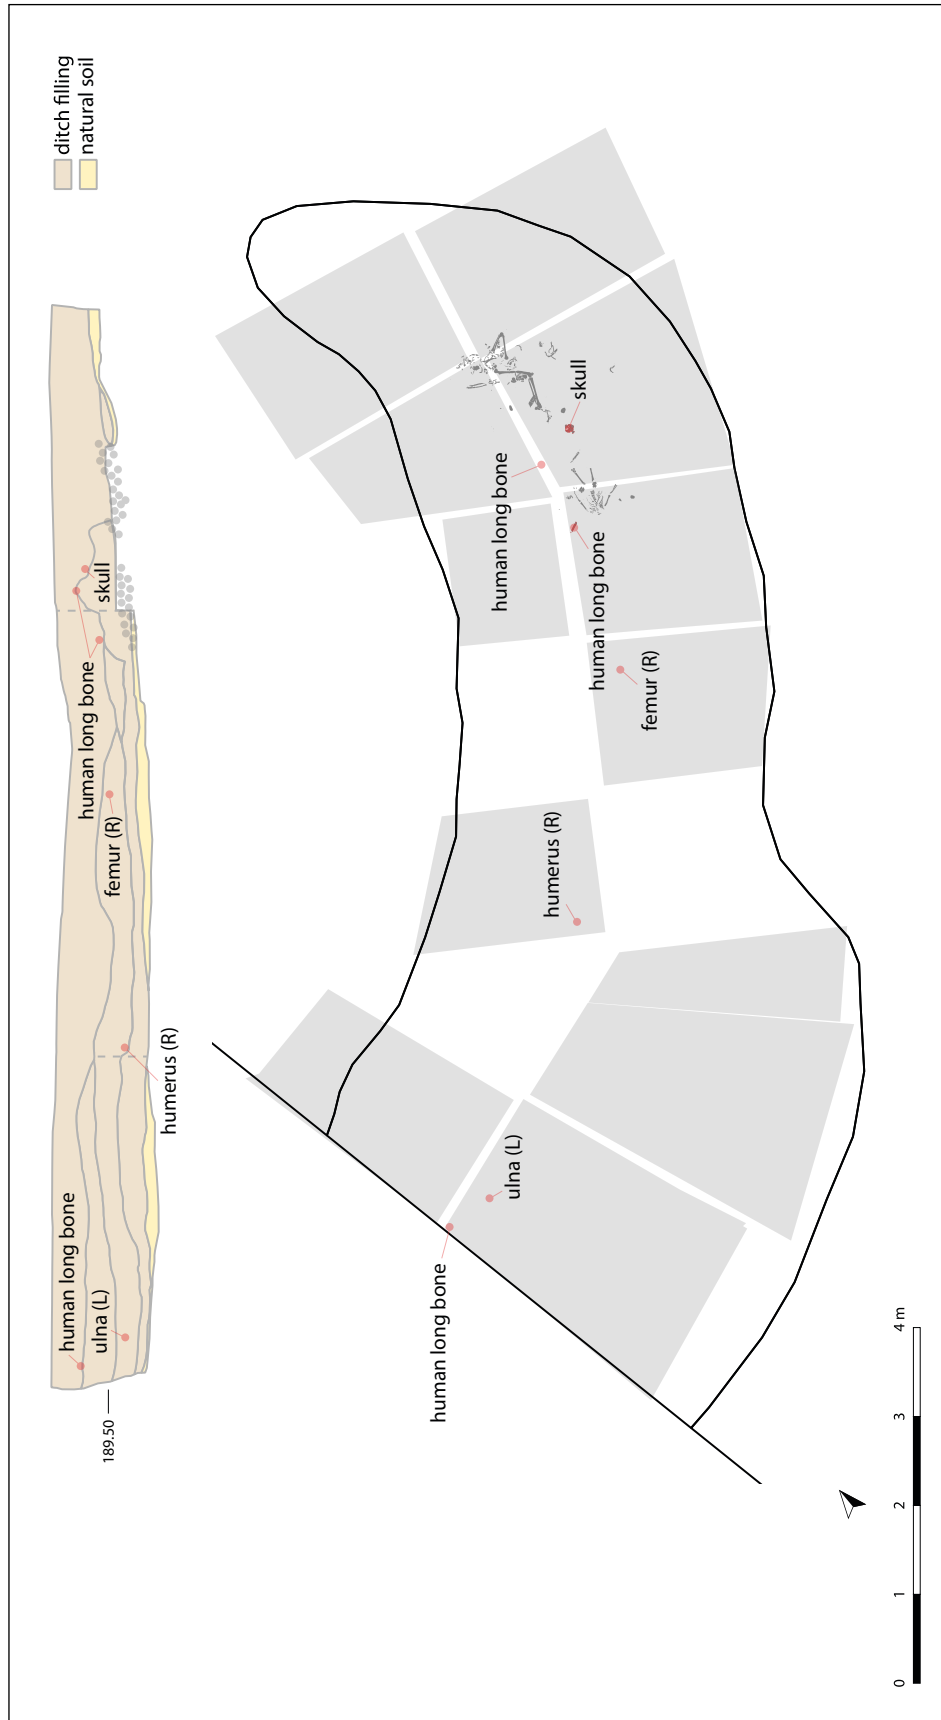 ditch filling
natural soil
human long bone
ulna (L)
189.50
humerus (R)
femur (R)
human long bone
skull
human long bone
ulna (L)
humerus (R)
femur (R)
human long bone
human long bone
skull
0 1 2 3 4 m